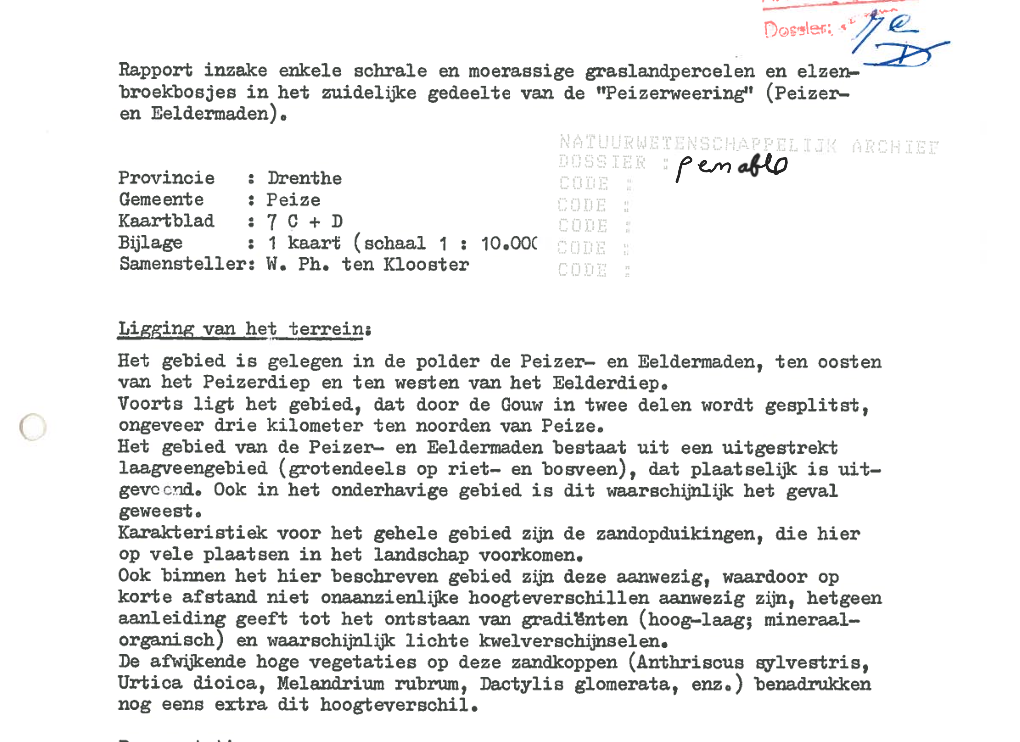 Dossier:
Rapport inzake enkele schrale en moerassige graslandpercelen en elzen-
broekbosjes in het zuidelijke gedeelte van de "Peizerweering" (Peizer-
en Eeldermaden).
NATUURWETENSCHAPPELIJK ARCHIEF
DOSSIER :
CODE :
CODE :
CODE :
CODE :
CODE :
Provincie : Drenthe
Gemeente : Peize
Kaartblad : 7 C + D
Bijlage : 1 kaart (schaal 1 : 10.000
Samensteller: W. Ph. ten Klooster
Ligging van het terrein:
Het gebied is gelegen in de polder de Peizer- en Eeldermaden, ten oosten
van het Peizerdiep en ten westen van het Eelderdiep.
Voorts ligt het gebied, dat door de Gouw in twee delen wordt gesplitst,
ongeveer drie kilometer ten noorden van Peize.
Het gebied van de Peizer- en Eeldermaden bestaat uit een uitgestrekt
laagveengebied (grotendeels op riet- en bosveen), dat plaatselijk is uit-
geveend. Ook in het onderhavige gebied is dit waarschijnlijk het geval
geweest.
Karakteristiek voor het gehele gebied zijn de zandopduikingen, die hier
op vele plaatsen in het landschap voorkomen.
Ook binnen het hier beschreven gebied zijn deze aanwezig, waardoor op
korte afstand niet onaanzienlijke hoogteverschillen aanwezig zijn, hetgeen
aanleiding geeft tot het ontstaan van gradiënten (hoog-laag; mineraal-
organisch) en waarschijnlijk lichte kwelverschijnselen.
De afwijkende hoge vegetaties op deze zandkoppen (Anthriscus sylvestris,
Urtica dioica, Melandrium rubrum, Dactylis glomerata, enz.) benadrukken
nog eens extra dit hoogteverschil.